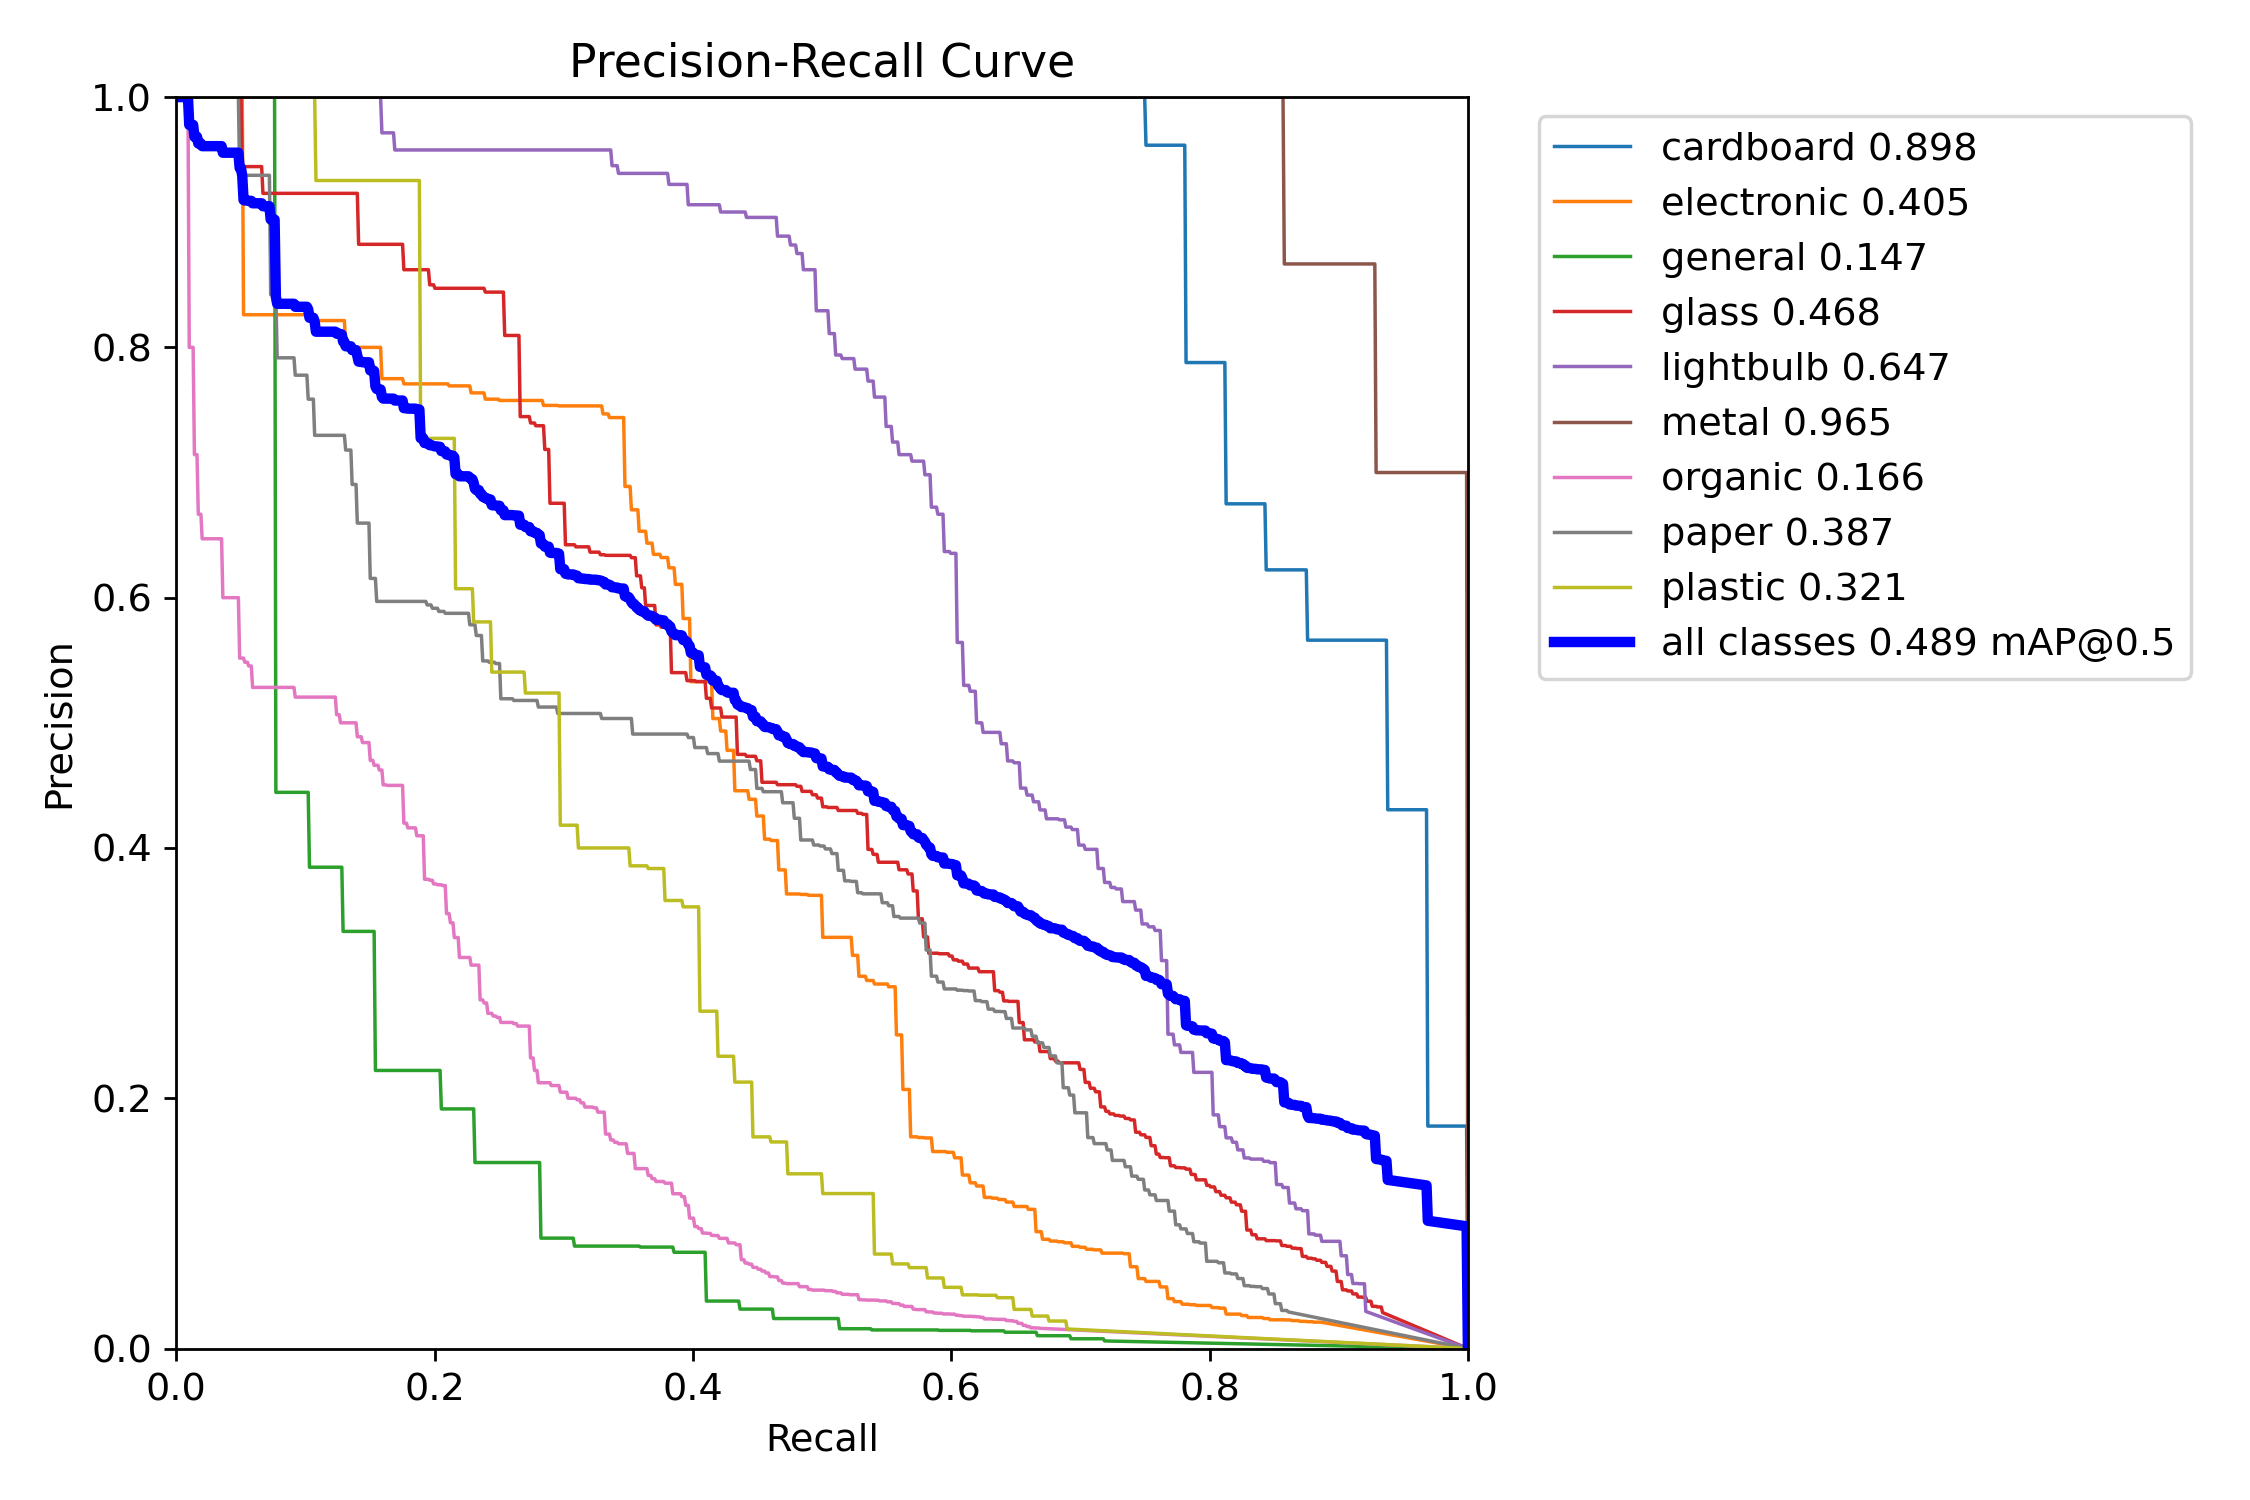 Precision-Recall Curve
1.0
0.8
0.6
0.4
0.2
0.0
Precision
0.0 0.2 0.4 0.6 0.8 1.0
Recall
cardboard 0.898
electronic 0.405
general 0.147
glass 0.468
lightbulb 0.647
metal 0.965
organic 0.166
paper 0.387
plastic 0.321
all classes 0.489 mAP@0.5